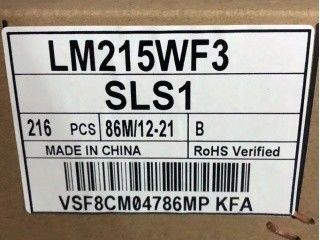 LM215WF3
SLS1
216 PCS 86M/12-21 B
MADE IN CHINA RoHS Verified
VSF8CM04786MP KFA